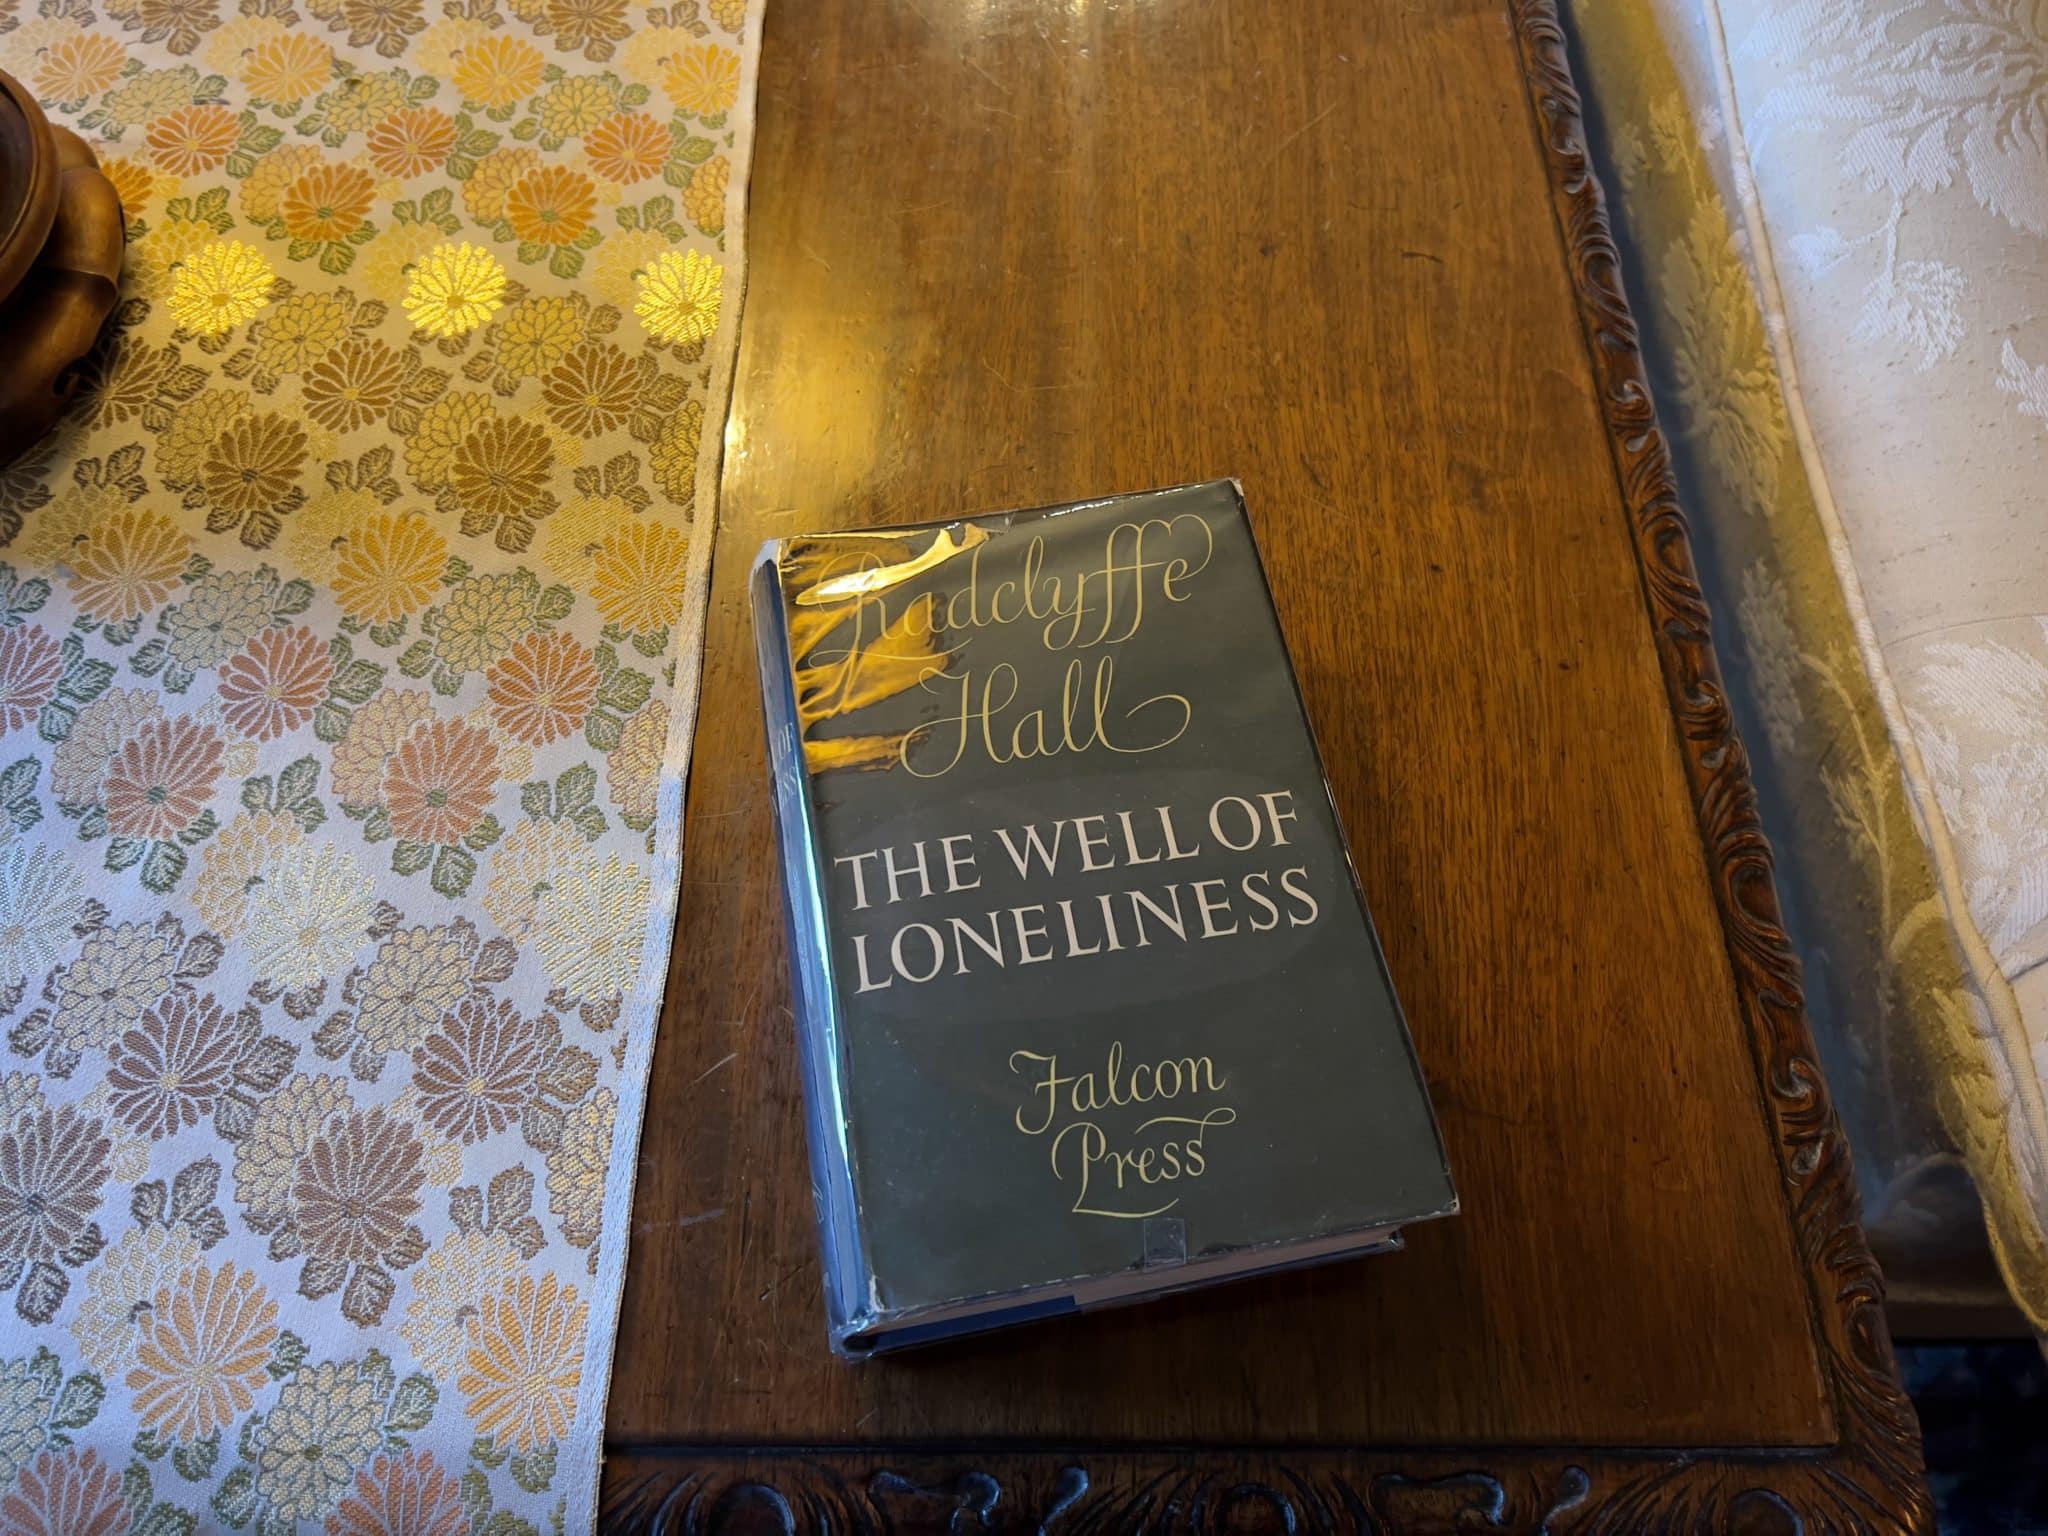 Radclyffe
Hall
THE WELL OF
LONELINESS
Falcon
Press